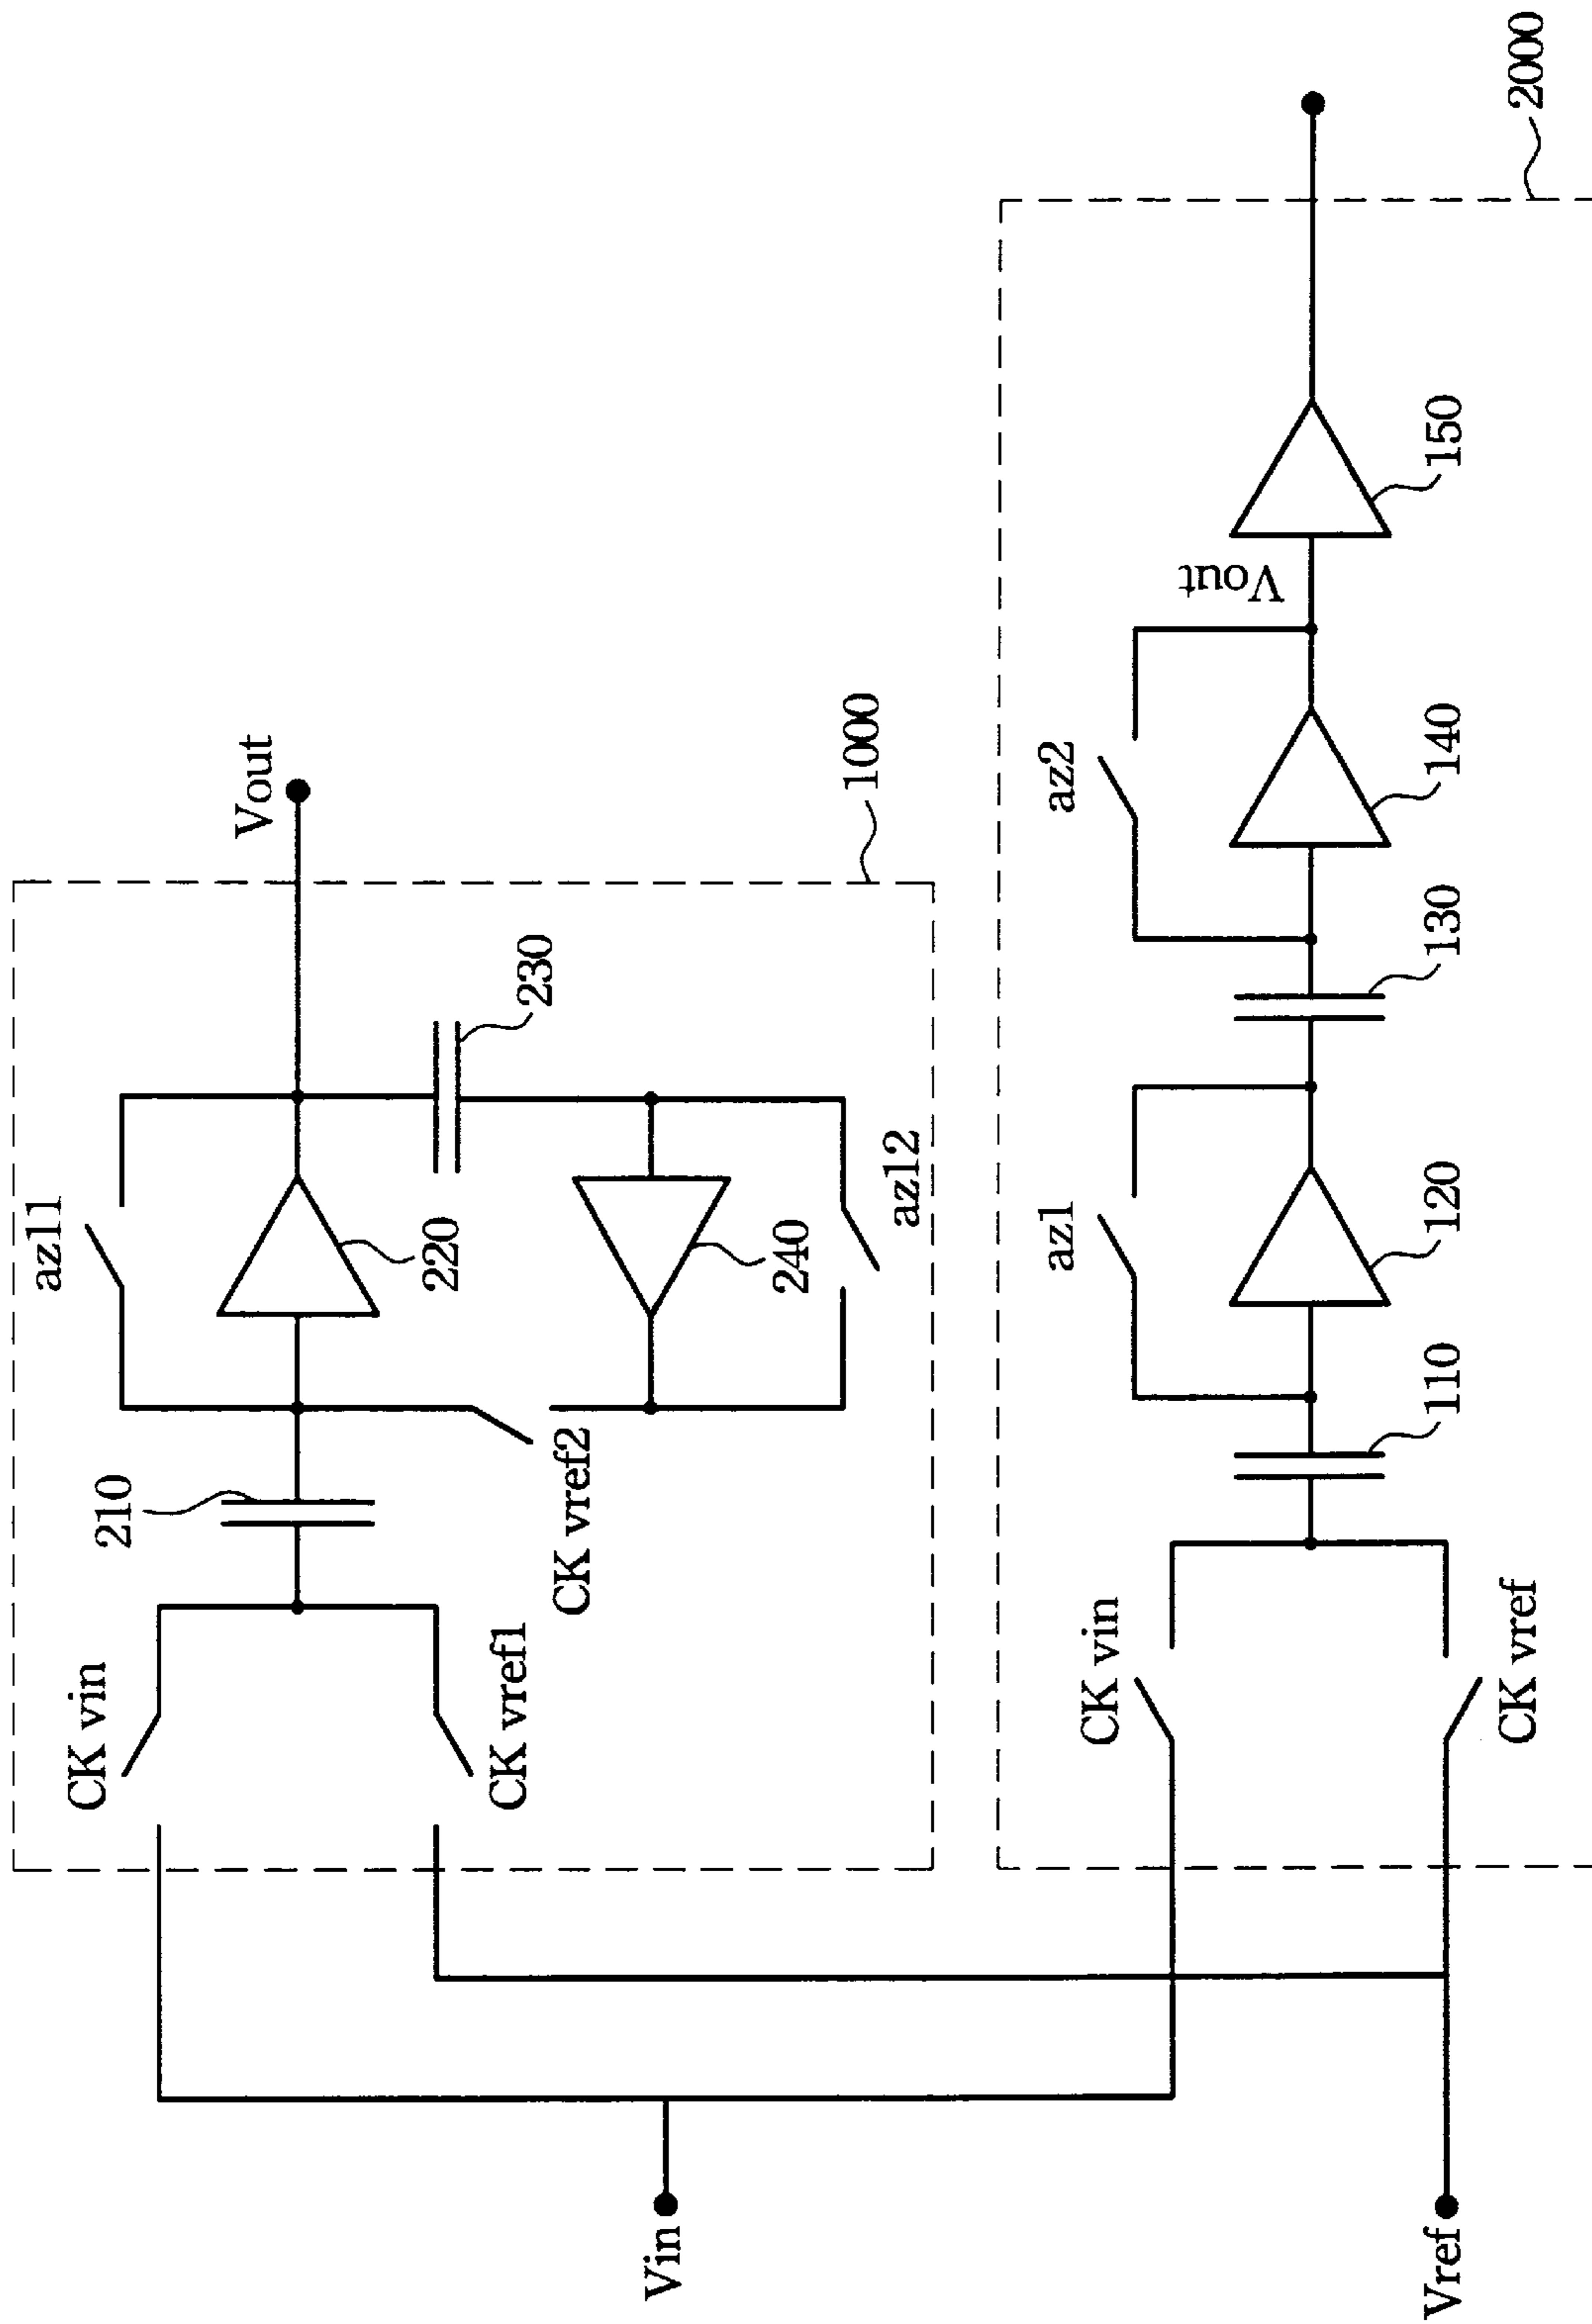 Vin
Vref
CK vin
CK vref1
210
CK vref2
az11
220
240
az12
230
Vout
1000
CK vin
CK vref
110
az1
120
130
az2
140
Vout
150
2000